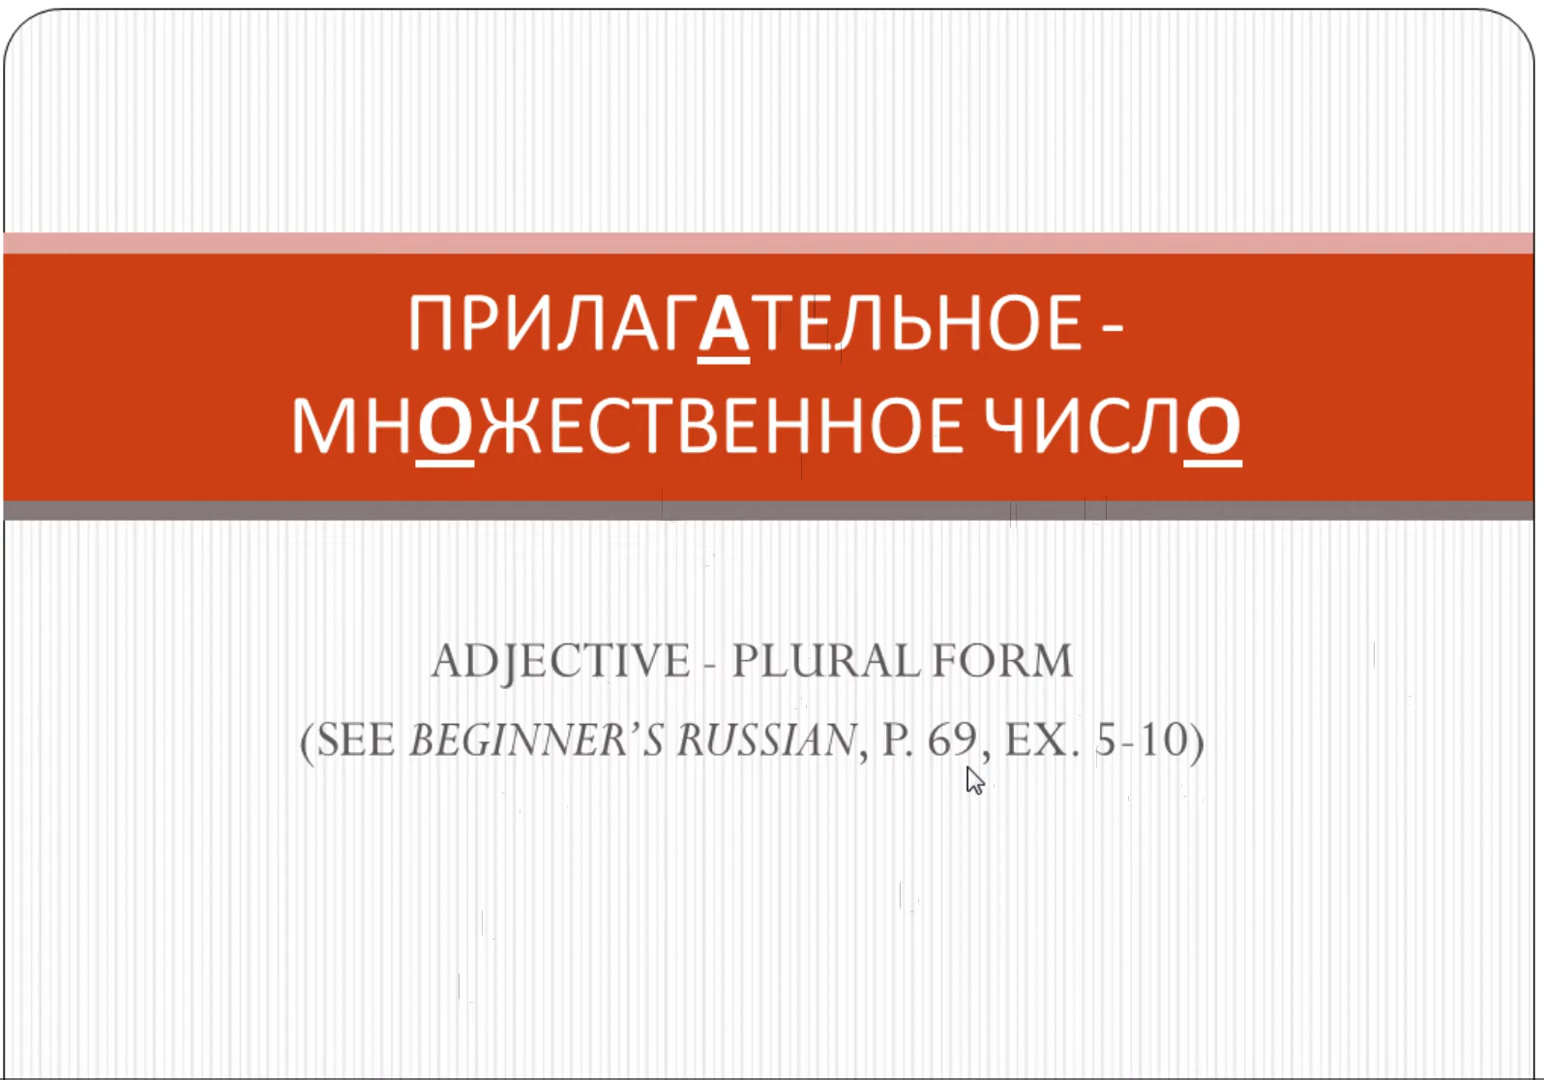 ПРИЛАГАТЕЛЬНОЕ -
МНОЖЕСТВЕННОЕ ЧИСЛО
ADJECTIVE - PLURAL FORM
(SEE BEGINNER’S RUSSIAN, P. 69, EX. 5-10)